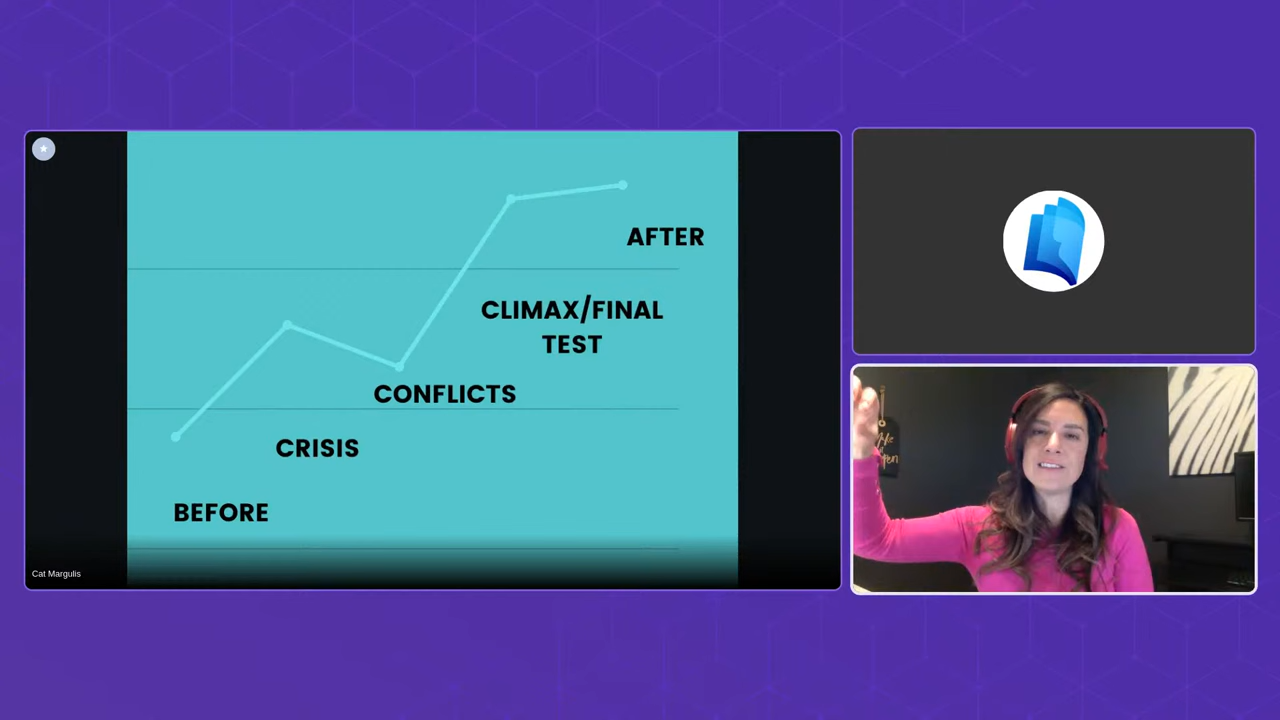 AFTER
CLIMAX/FINAL
TEST
CONFLICTS
CRISIS
BEFORE
Cat Margulis